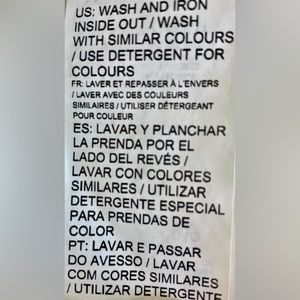 US: WASH AND IRON
INSIDE OUT / WASH
WITH SIMILAR COLOURS
/ USE DETERGENT FOR
COLOURS
FR: LAVER ET REPASSER À L'ENVERS
/ LAVER AVEC DES COULEURS
SIMILAIRES / UTILISER DÉTERGEANT
POUR COULEUR
ES: LAVAR Y PLANCHAR
LA PRENDA POR EL
LADO DEL REVÉS /
LAVAR CON COLORES
SIMILARES / UTILIZAR
DETERGENTE ESPECIAL
PARA PRENDAS DE
COLOR
PT: LAVAR E PASSAR
DO AVESSO / LAVAR
COM CORES SIMILARES
/ UTILIZAR DETERGENTE